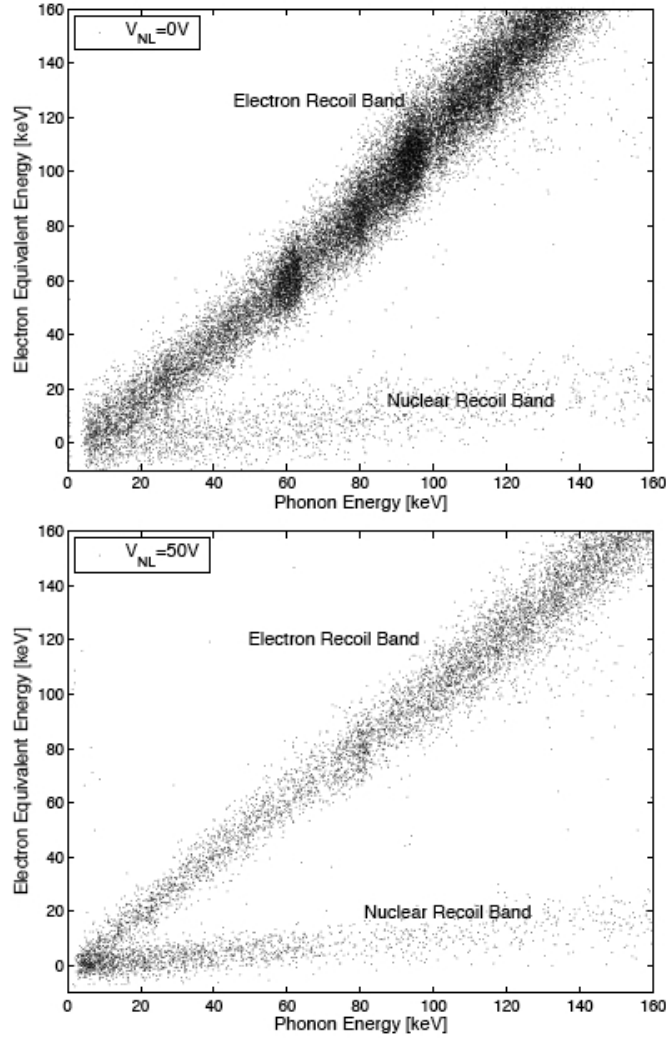 160
V_NL=0V
140
Electron Recoil Band
120
100
80
60
40
20
Nuclear Recoil Band
0
Electron Equivalent Energy [keV]
0 20 40 60 80 100 120 140 160
Phonon Energy [keV]
160
V_NL=50V
140
120
Electron Recoil Band
100
80
60
40
20
Nuclear Recoil Band
0
Electron Equivalent Energy [keV]
0 20 40 60 80 100 120 140 160
Phonon Energy [keV]